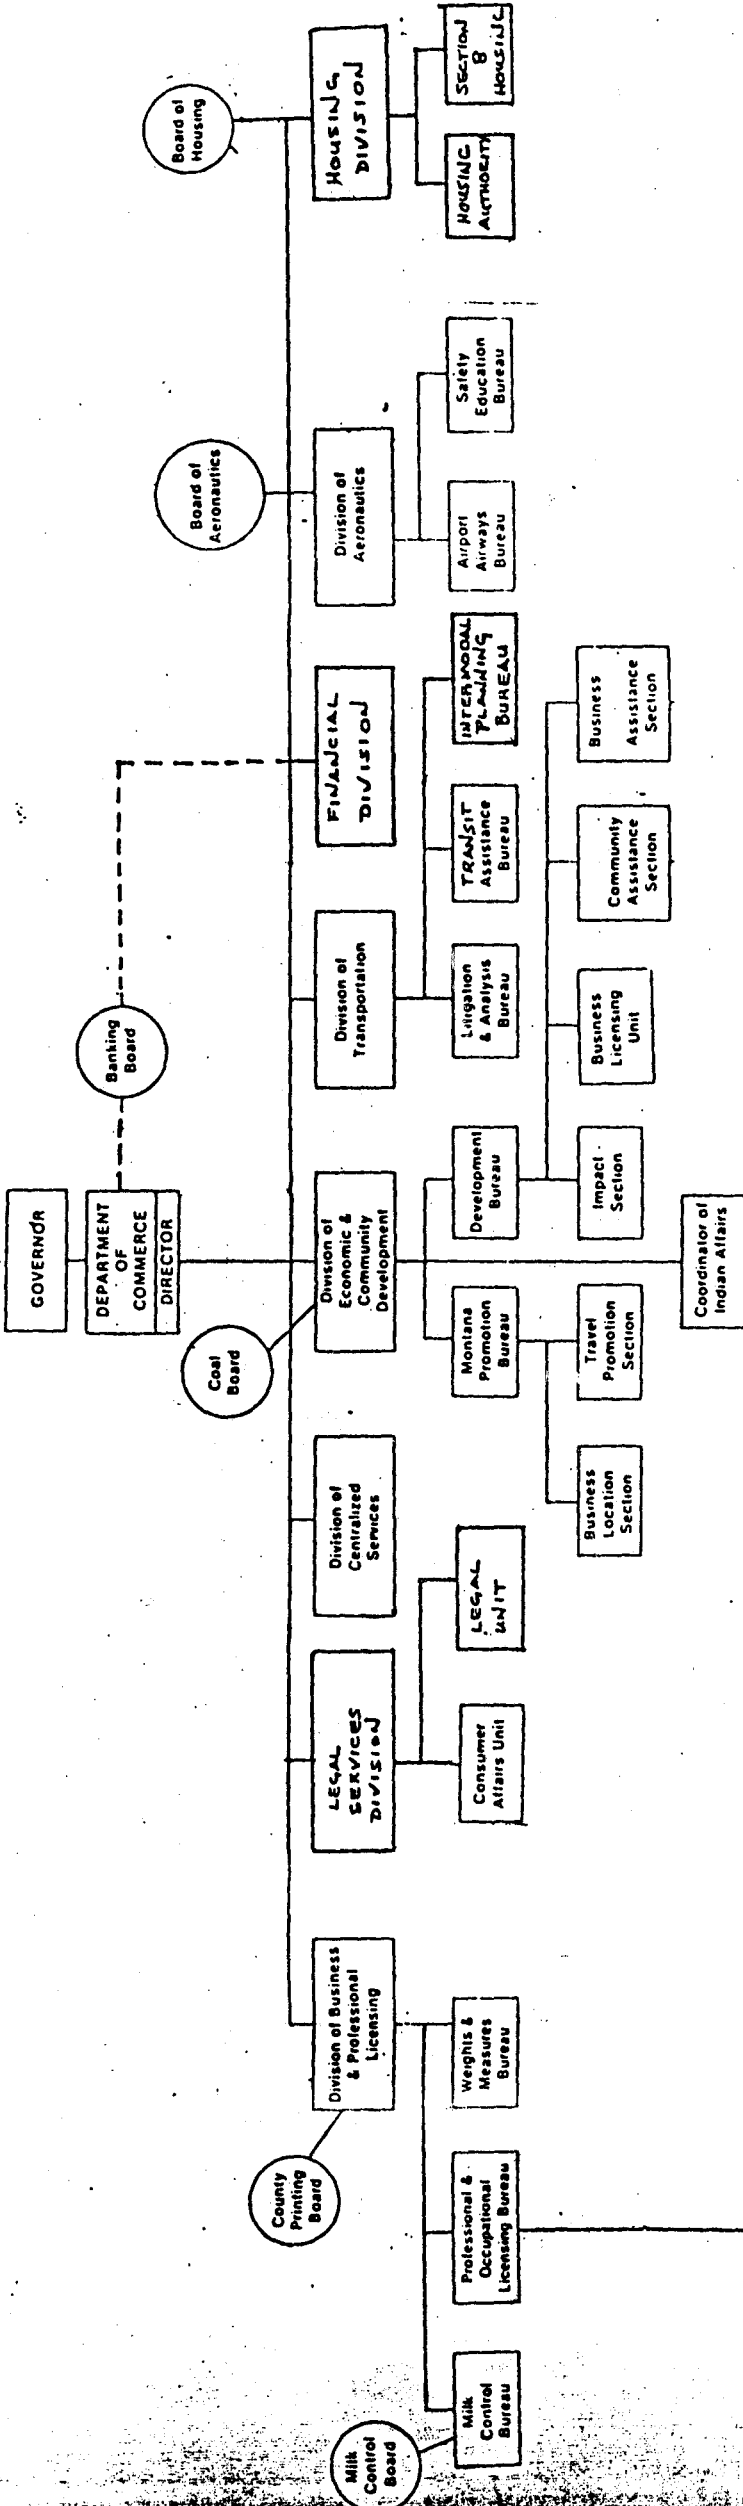 GOVERNOR
DEPARTMENT
OF
COMMERCE
DIRECTOR
Banking
Board
Coal
Board
Board of
Aeronautics
Board of
Housing
County
Printing
Board
Milk
Control
Board
Division of Business
& Professional
Licensing
LEGAL
SERVICES
DIVISION
Division of
Centralized
Services
Division of
Economic &
Community
Development
Division of
Transportation
FINANCIAL
DIVISION
Division of
Aeronautics
HOUSING
DIVISION
Milk
Control
Bureau
Professional &
Occupational
Licensing Bureau
Weights &
Measures
Bureau
Consumer
Affairs Unit
LEGAL
UNIT
Montana
Promotion
Bureau
Development
Bureau
Litigation
& Analysis
Bureau
TRANSIT
Assistance
Bureau
INTERMODAL
PLANNING
BUREAU
Airport
Airways
Bureau
Safety
Education
Bureau
HOUSING
AUTHORITY
SECTION
8
HOUSING
Business
Location
Section
Travel
Promotion
Section
Impact
Section
Business
Licensing
Unit
Community
Assistance
Section
Business
Assistance
Section
Coordinator of
Indian Affairs